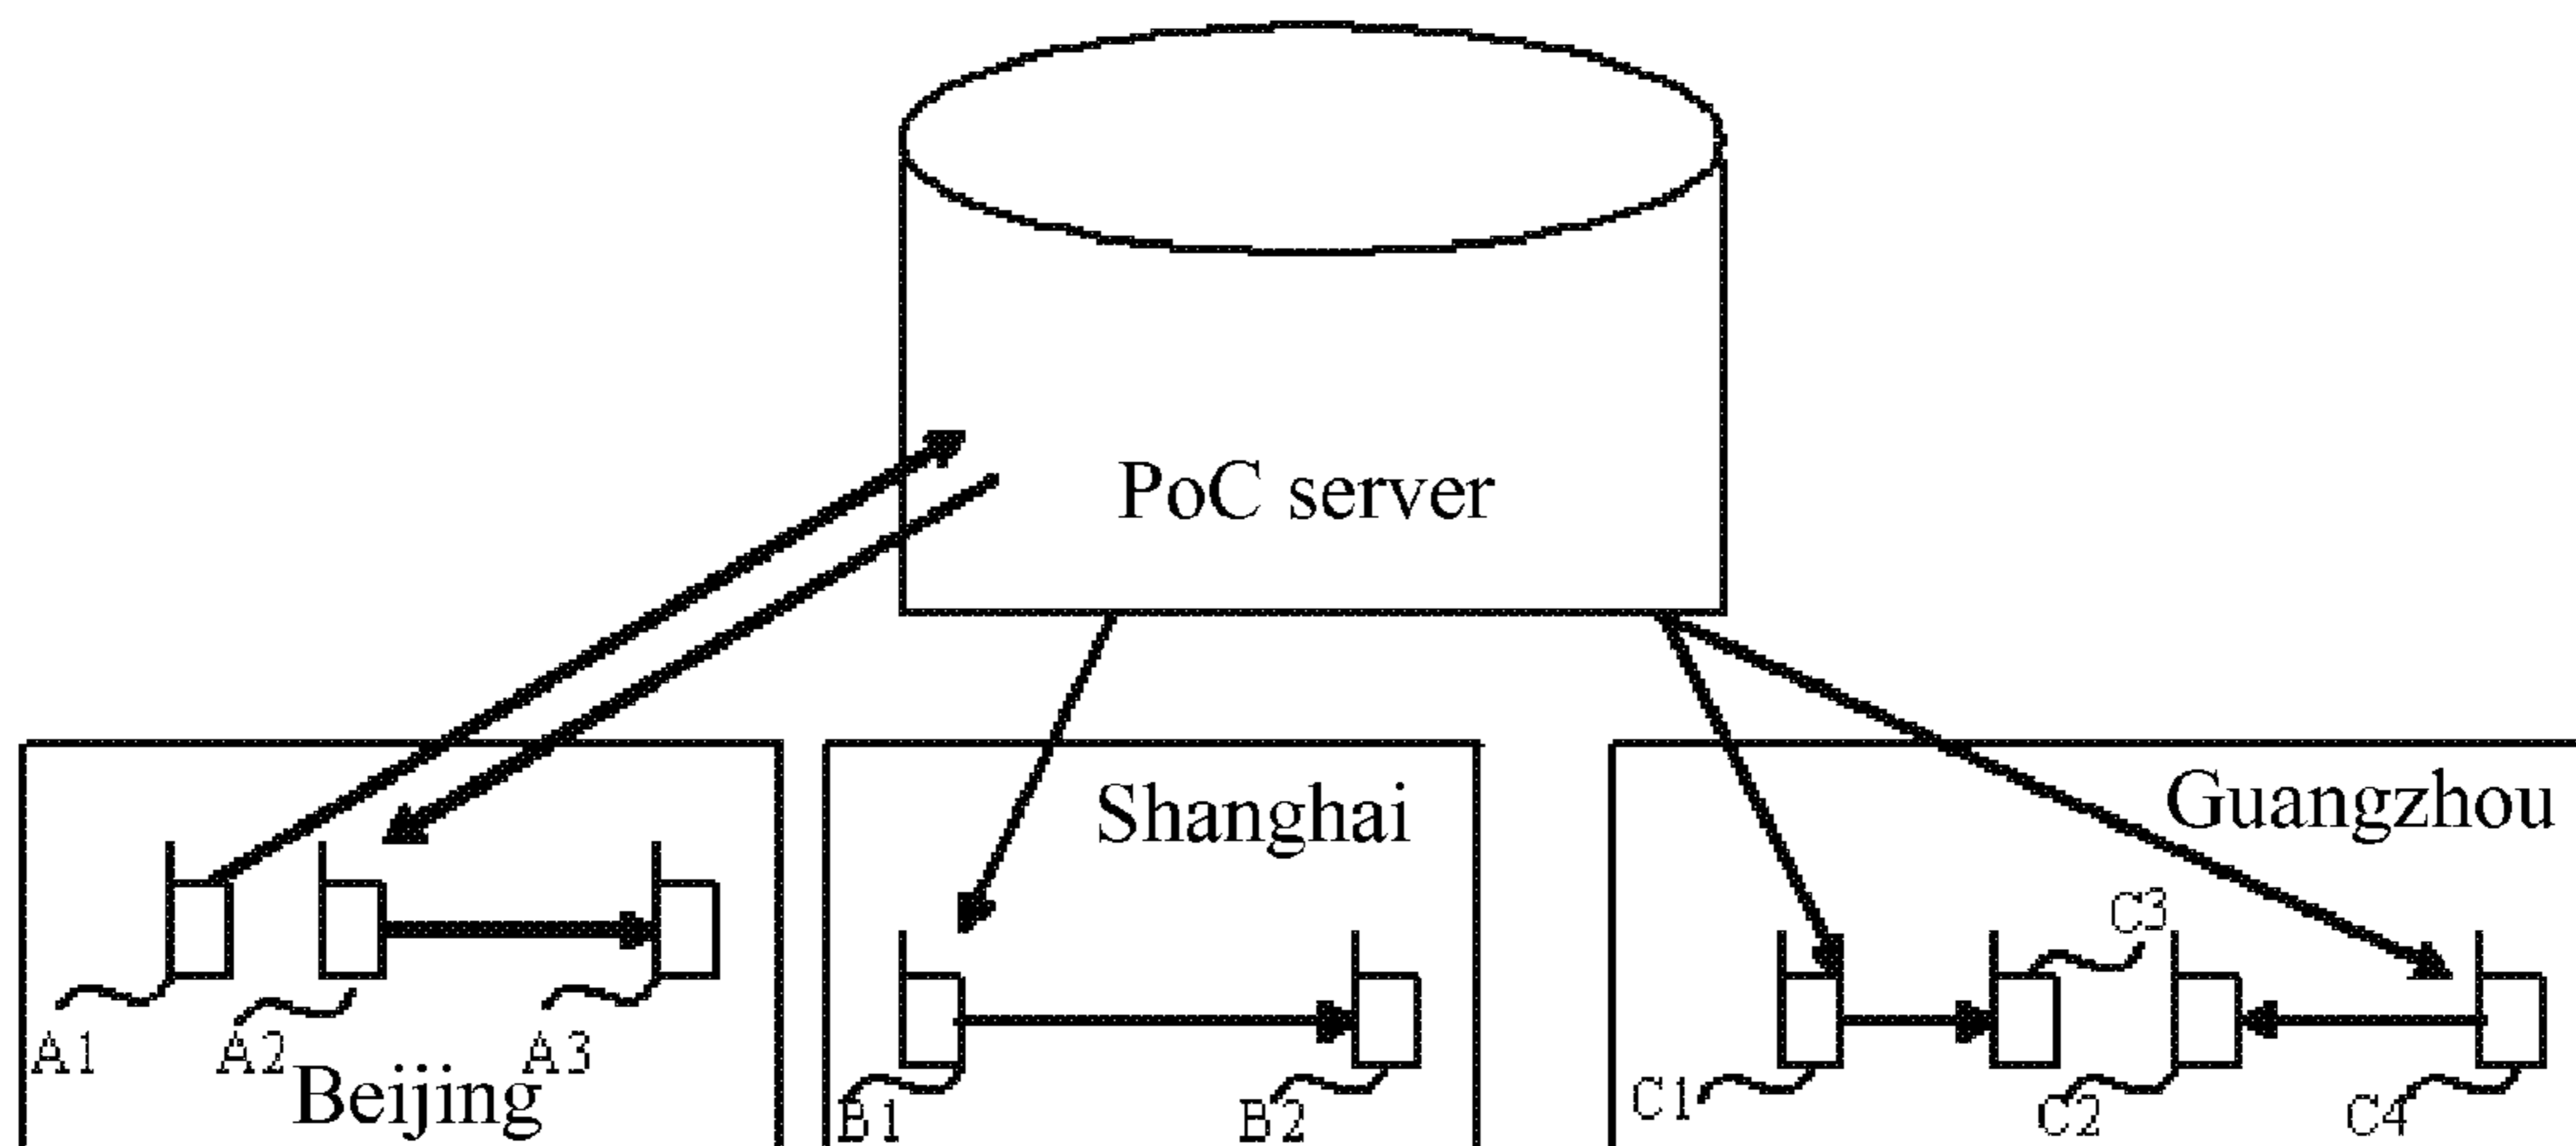 PoC server
Shanghai
Guangzhou
C3
A1
A2
A3
Beijing
B1
B2
C1
C2
C4